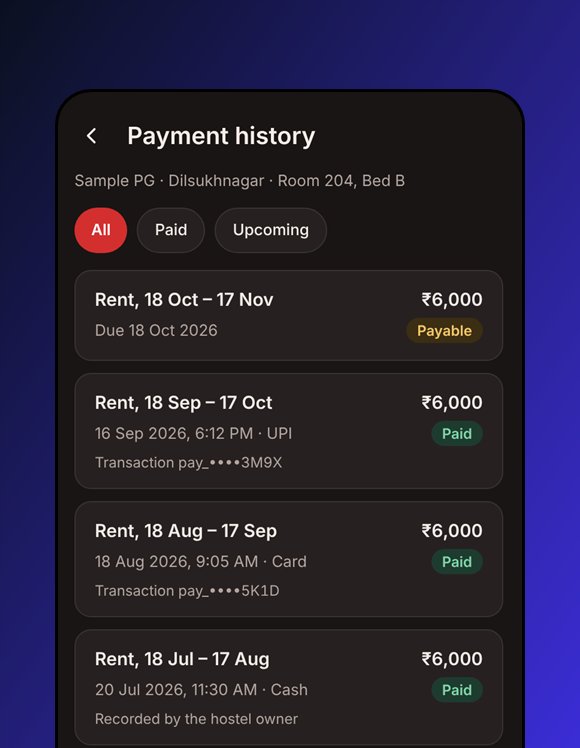 Payment history
Sample PG · Dilsukhnagar · Room 204, Bed B
All Paid Upcoming
Rent, 18 Oct – 17 Nov ₹6,000
Due 18 Oct 2026 Payable
Rent, 18 Sep – 17 Oct ₹6,000
16 Sep 2026, 6:12 PM · UPI Paid
Transaction pay_••••3M9X
Rent, 18 Aug – 17 Sep ₹6,000
18 Aug 2026, 9:05 AM · Card Paid
Transaction pay_••••5K1D
Rent, 18 Jul – 17 Aug ₹6,000
20 Jul 2026, 11:30 AM · Cash Paid
Recorded by the hostel owner